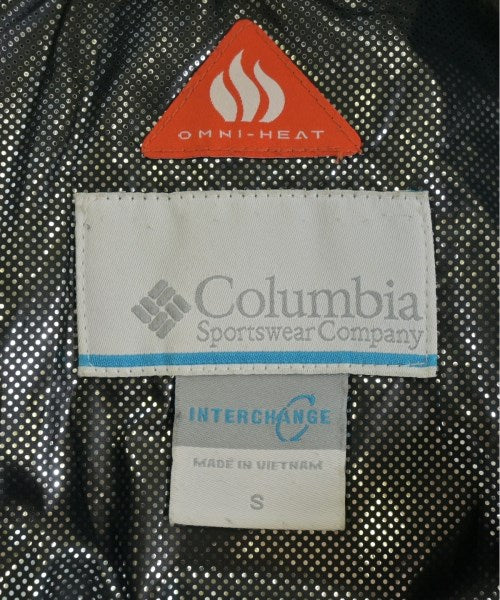 OMNI-HEAT
Columbia
Sportswear Company
INTERCHANGE
MADE IN VIETNAM
S